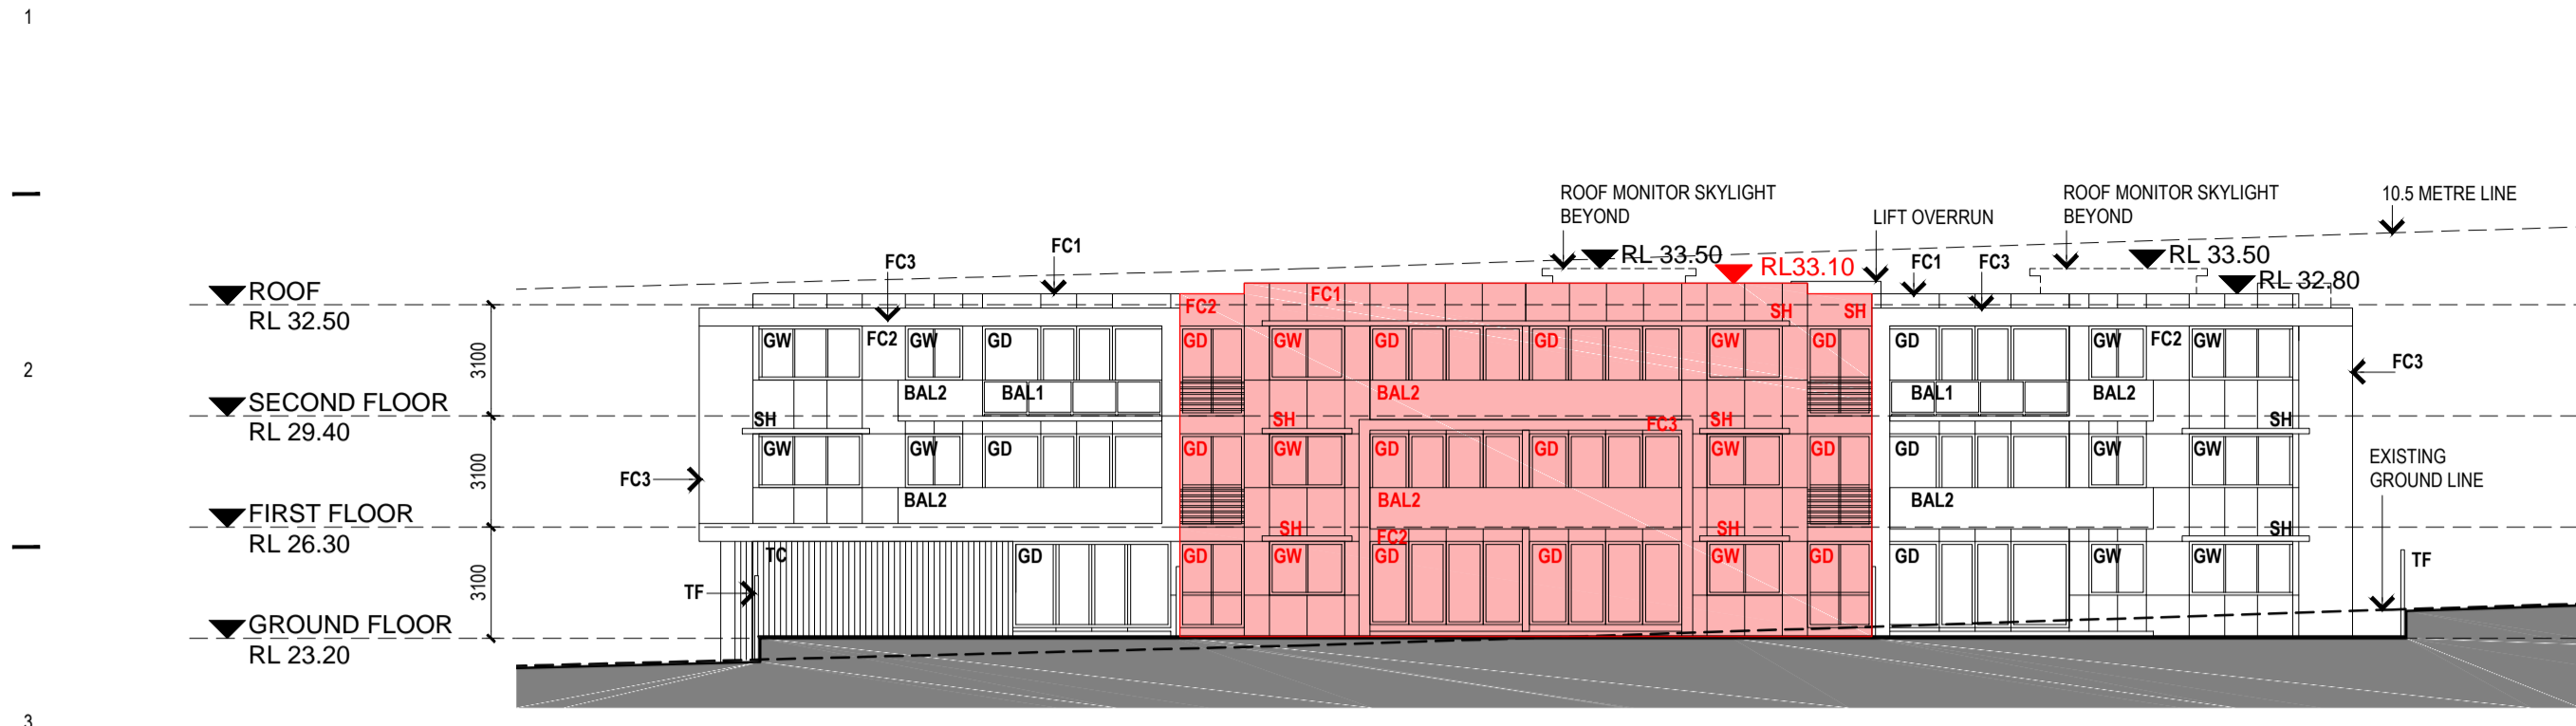 1
ROOF MONITOR SKYLIGHT
BEYOND
LIFT OVERRUN
ROOF MONITOR SKYLIGHT
BEYOND
10.5 METRE LINE
FC3
FC1
RL 33.50
RL33.10
FC1
FC3
RL 33.50
RL 32.80
ROOF
RL 32.50
FC2
FC1
SH
SH
3100
GW
FC2
GW
GD
GD
GW
GD
GD
GW
GD
GD
GW
FC2
GW
FC3
2
BAL2
BAL1
BAL2
BAL1
BAL2
SECOND FLOOR
RL 29.40
SH
SH
FC3
SH
SH
3100
GW
GW
GD
GD
GW
GD
GD
GW
GD
GD
GW
GW
EXISTING
GROUND LINE
FC3
BAL2
BAL2
BAL2
FIRST FLOOR
RL 26.30
SH
FC2
SH
SH
3100
TC
GD
GD
GW
GD
GD
GW
GD
GD
GW
GW
TF
TF
GROUND FLOOR
RL 23.20
3